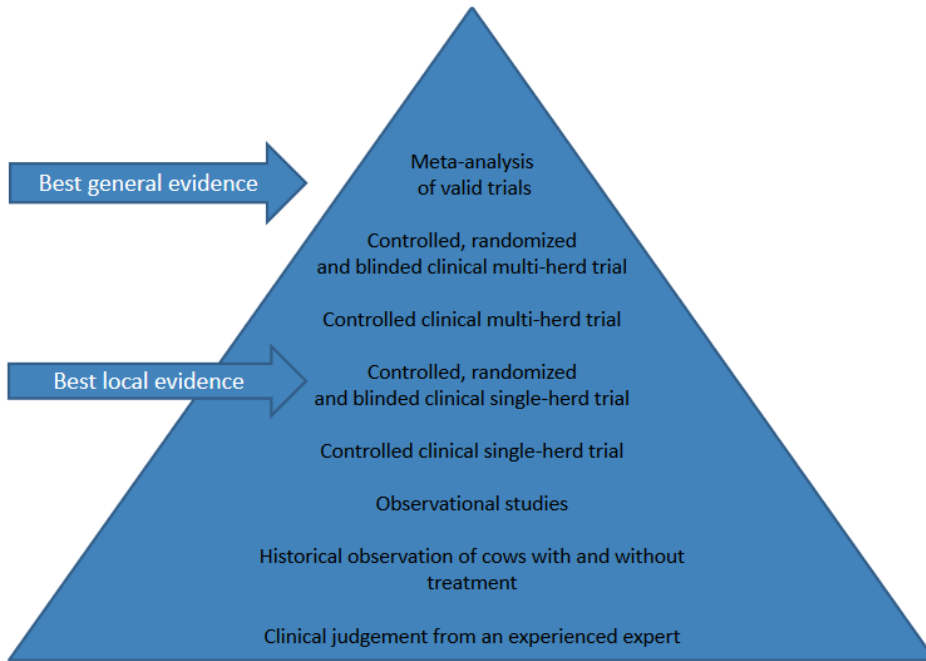 Meta-analysis
of valid trials
Best general evidence
Controlled, randomized
and blinded clinical multi-herd trial
Controlled clinical multi-herd trial
Best local evidence
Controlled, randomized
and blinded clinical single-herd trial
Controlled clinical single-herd trial
Observational studies
Historical observation of cows with and without
treatment
Clinical judgement from an experienced expert